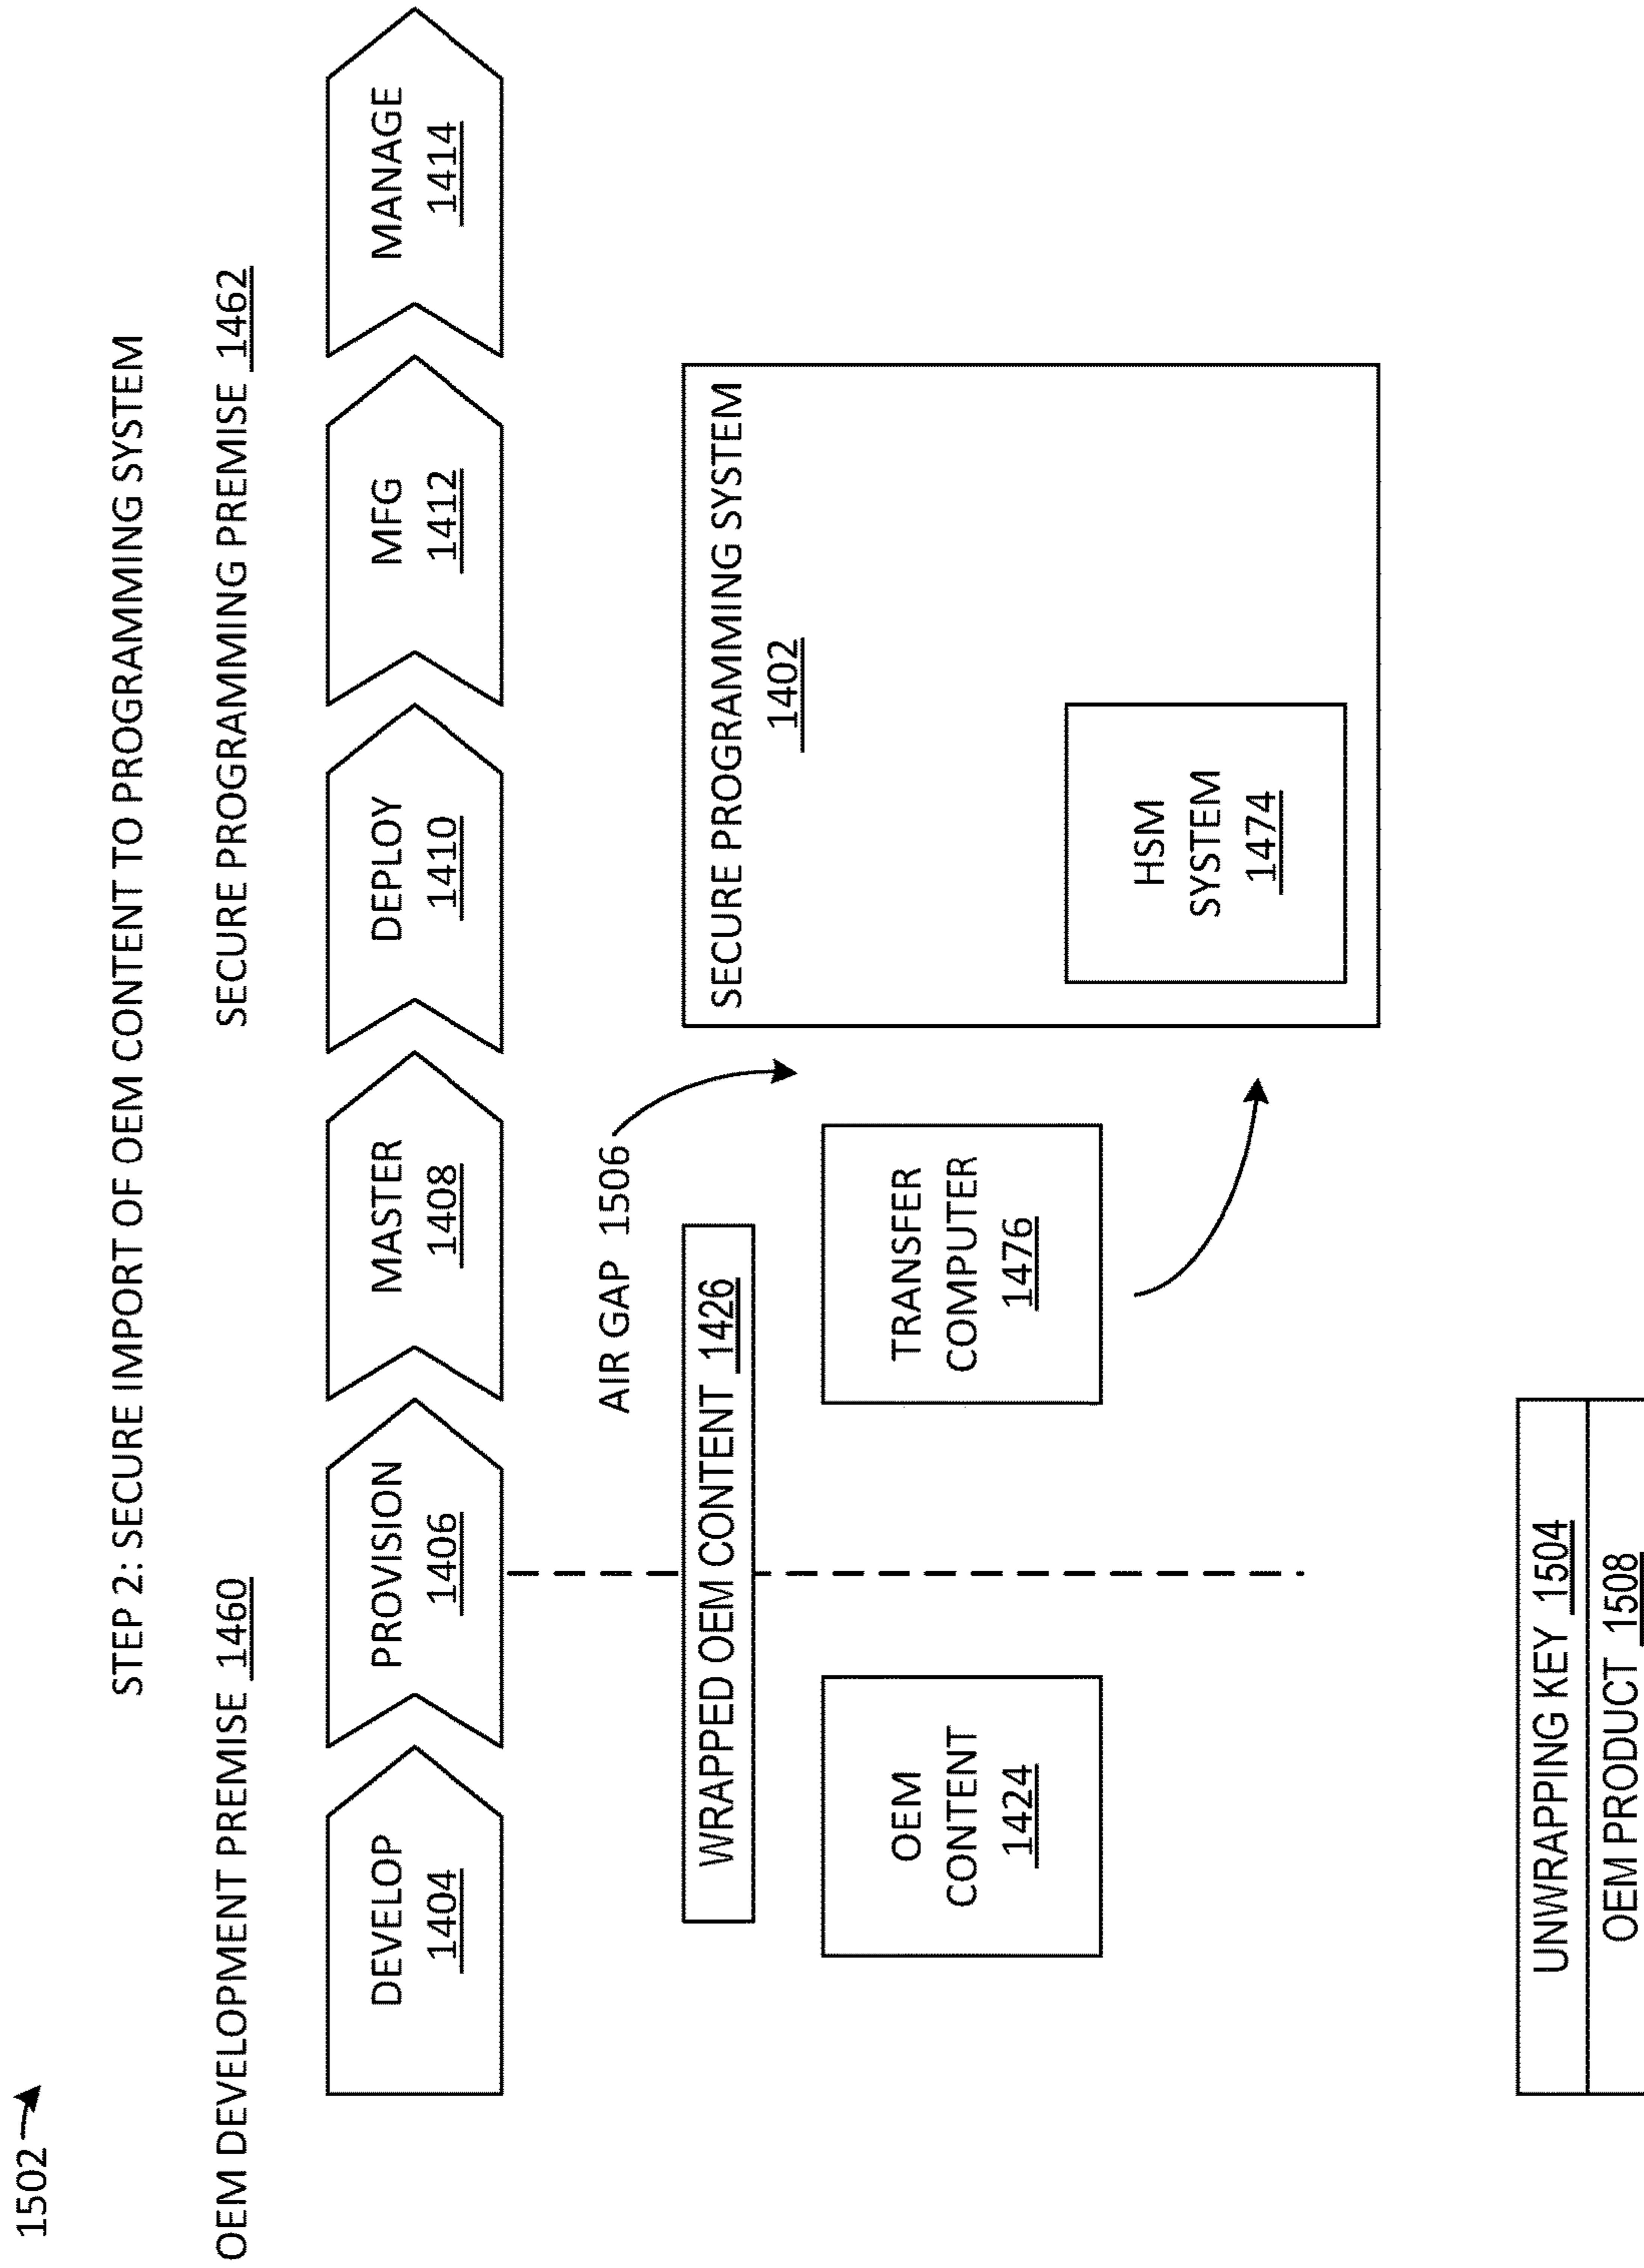 1502
STEP 2: SECURE IMPORT OF OEM CONTENT TO PROGRAMMING SYSTEM
OEM DEVELOPMENT PREMISE 1460
SECURE PROGRAMMING PREMISE 1462
DEVELOP
1404
PROVISION
1406
MASTER
1408
DEPLOY
1410
MFG
1412
MANAGE
1414
AIR GAP 1506
WRAPPED OEM CONTENT 1426
OEM
CONTENT
1424
TRANSFER
COMPUTER
1476
SECURE PROGRAMMING SYSTEM
1402
HSM
SYSTEM
1474
UNWRAPPING KEY 1504
OEM PRODUCT 1508